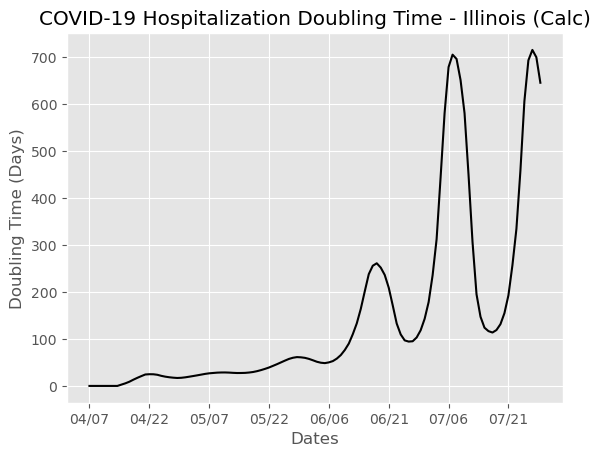 COVID-19 Hospitalization Doubling Time - Illinois (Calc)
Doubling Time (Days)
700
600
500
400
300
200
100
0
04/07 04/22 05/07 05/22 06/06 06/21 07/06 07/21
Dates